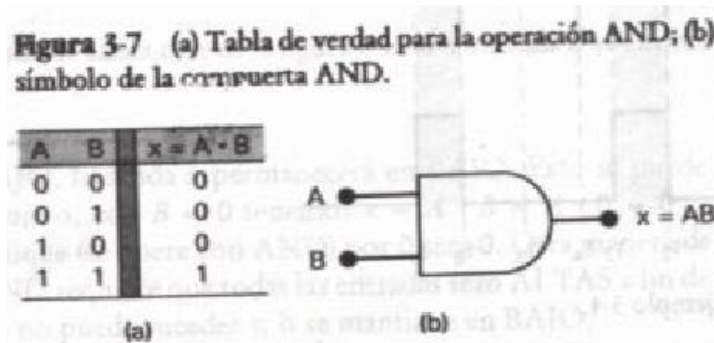 Figura 3-7 (a) Tabla de verdad para la operación AND; (b)
símbolo de la compuerta AND.
A B x = A • B
0 0 0
0 1 0
1 0 0
1 1 1
(a)
A
B
x = AB
(b)